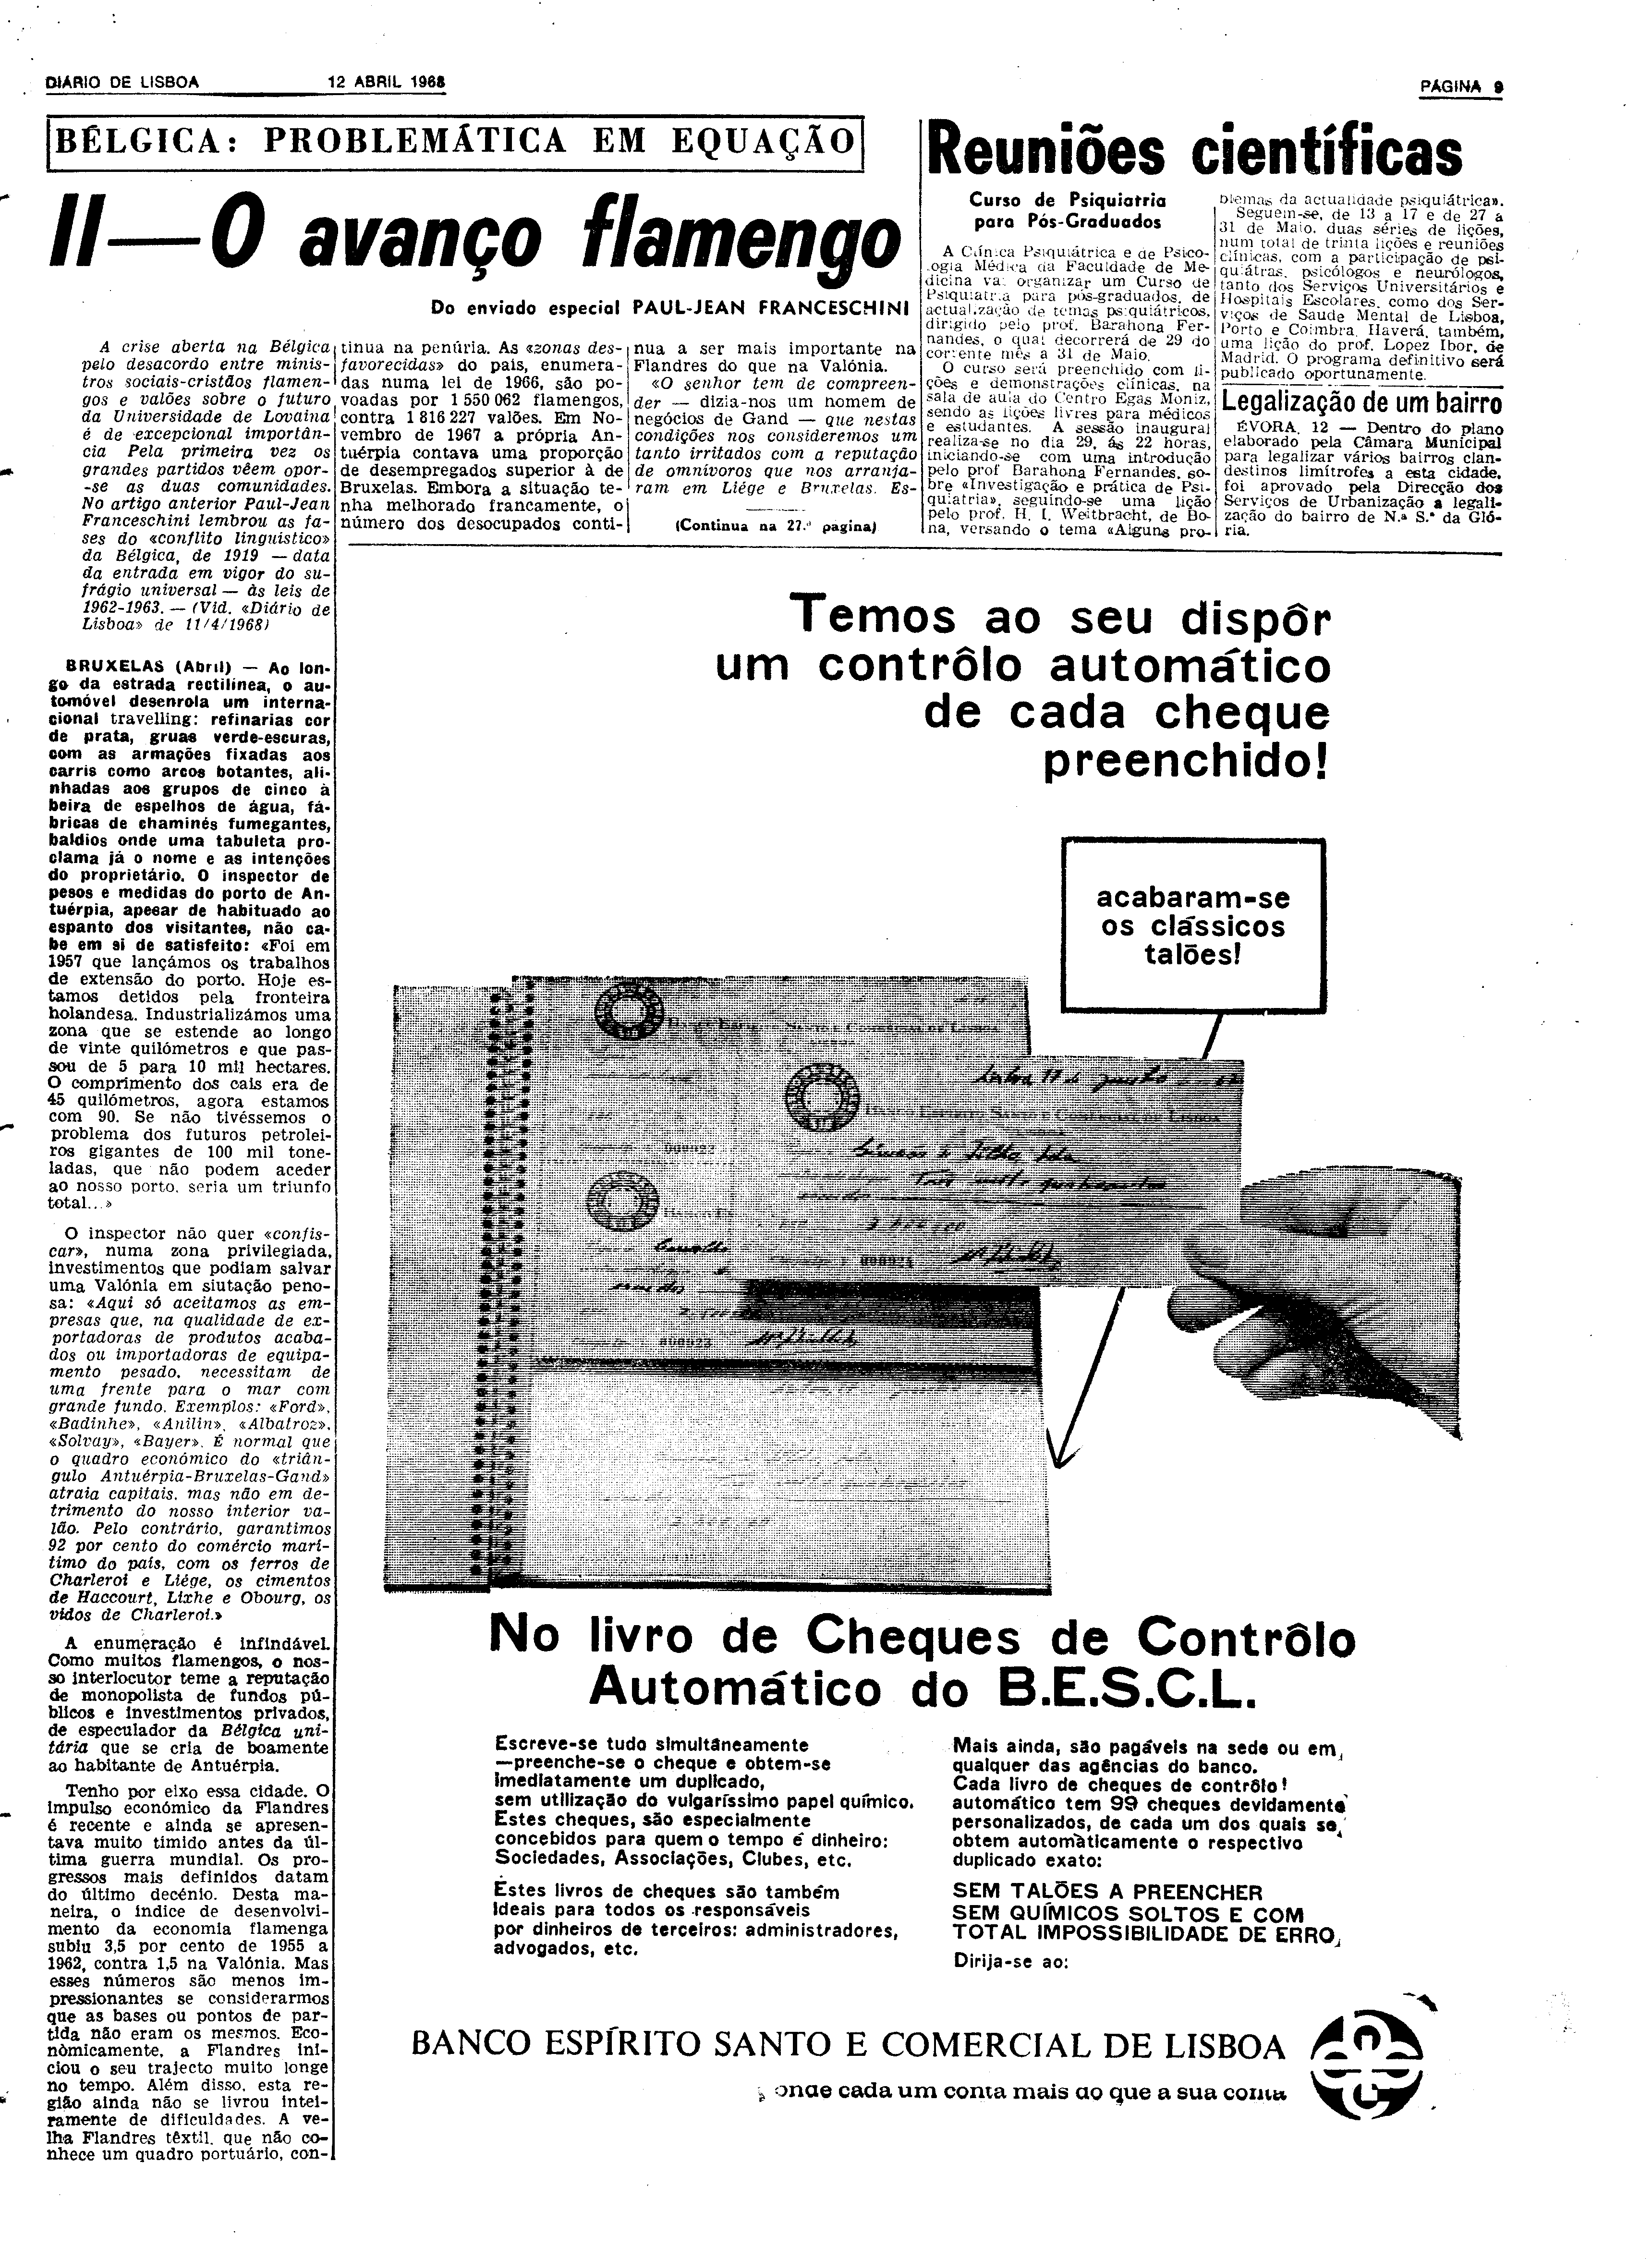 DIÁRIO DE LISBOA 12 ABRIL 1968 PÁGINA 9
BÉLGICA: PROBLEMÁTICA EM EQUAÇÃO
II — O avanço flamengo
Do enviado especial PAUL-JEAN FRANCESCHINI
A crise aberta na Bélgica
pelo desacordo entre minis-
tros sociais-cristãos flamen-
gos e valões sobre o futuro
da Universidade de Lovaina
é de excepcional importân-
cia Pela primeira vez os
grandes partidos vêem opor-
-se as duas comunidades.
No artigo anterior Paul-Jean
Franceschini lembrou as fa-
ses do «conflito linguistico»
da Bélgica, de 1919 — data
da entrada em vigor do su-
frágio universal — às leis de
1962-1963. — (Vid. «Diário de
Lisboa» de 11/4/1968)
BRUXELAS (Abril) — Ao lon-
go da estrada rectilínea, o au-
tomóvel desenrola um interna-
cional travelling: refinarias cor
de prata, gruas verde-escuras,
com as armações fixadas aos
carris como arcos botantes, ali-
nhadas aos grupos de cinco à
beira de espelhos de água, fá-
bricas de chaminés fumegantes,
baldios onde uma tabuleta pro-
clama já o nome e as intenções
do proprietário. O inspector de
pesos e medidas do porto de An-
tuérpia, apesar de habituado ao
espanto dos visitantes, não ca-
be em si de satisfeito: «Foi em
1957 que lançámos os trabalhos
de extensão do porto. Hoje es-
tamos detidos pela fronteira
holandesa. Industrializámos uma
zona que se estende ao longo
de vinte quilómetros e que pas-
sou de 5 para 10 mil hectares.
O comprimento dos cais era de
45 quilómetros, agora estamos
com 90. Se não tivéssemos o
problema dos futuros petrolei-
ros gigantes de 100 mil tone-
ladas, que não podem aceder
ao nosso porto, seria um triunfo
total...»
O inspector não quer «confis-
car», numa zona privilegiada,
investimentos que podiam salvar
uma Valónia em siutação peno-
sa: «Aqui só aceitamos as em-
presas que, na qualidade de ex-
portadoras de produtos acaba-
dos ou importadoras de equipa-
mento pesado, necessitam de
uma frente para o mar com
grande fundo. Exemplos: «Ford»,
«Badinhe», «Anilin», «Albatroz»,
«Solvay», «Bayer». É normal que
o quadro económico do «triân-
gulo Antuérpia-Bruxelas-Gand»
atraia capitais, mas não em de-
trimento do nosso interior va-
lão. Pelo contrário, garantimos
92 por cento do comércio marí-
timo do país, com os ferros de
Charleroi e Liége, os cimentos
de Haccourt, Lixhe e Obourg, os
vidos de Charleroi.»
A enumeração é infindável.
Como muitos flamengos, o nos-
so interlocutor teme a reputação
de monopolista de fundos pú-
blicos e investimentos privados,
de especulador da Bélgica uni-
tária que se cria de boamente
ao habitante de Antuérpia.
Tenho por eixo essa cidade. O
impulso económico da Flandres
é recente e ainda se apresen-
tava muito tímido antes da úl-
tima guerra mundial. Os pro-
gressos mais definidos datam
do último decénio. Desta ma-
neira, o índice de desenvolvi-
mento da economia flamenga
subiu 3,5 por cento de 1955 a
1962, contra 1,5 na Valónia. Mas
esses números são menos im-
pressionantes se considerarmos
que as bases ou pontos de par-
tida não eram os mesmos. Eco-
nòmicamente, a Flandres ini-
ciou o seu trajecto muito longe
no tempo. Além disso, esta re-
gião ainda não se livrou intei-
ramente de dificuldades. A ve-
lha Flandres têxtil, que não co-
nhece um quadro portuário, con-
tinua na penúria. As «zonas des-
favorecidas» do país, enumera-
das numa lei de 1966, são po-
voadas por 1 550 062 flamengos,
contra 1 816 227 valões. Em No-
vembro de 1967 a própria An-
tuérpia contava uma proporção
de desempregados superior à de
Bruxelas. Embora a situação te-
nha melhorado francamente, o
número dos desocupados conti-
nua a ser mais importante na
Flandres do que na Valónia.
«O senhor tem de compreen-
der — dizia-nos um nomem de
negócios de Gand — que nestas
condições nos consideremos um
tanto irritados com a reputação
de omnívoros que nos arranja-
ram em Liége e Bruxelas. Es-
(Continua na 27.ª pagina)
Reuniões científicas
Curso de Psiquiatria
para Pós-Graduados
A Clínica Psiquiátrica e de Psico-
logia Médica da Faculdade de Me-
dicina vai organizar um Curso de
Psiquiatria para pós-graduados, de
actualização de temas psiquiátricos,
dirigido pelo prof. Barahona Fer-
nandes, o qual decorrerá de 29 do
corrente mês a 31 de Maio.
O curso será preenchido com li-
ções e demonstrações clínicas, na
sala de aula do Centro Egas Moniz,
sendo as lições livres para médicos
e estudantes. A sessão inaugural
realiza-se no dia 29, ás 22 horas,
iniciando-se com uma introdução
pelo prof Barahona Fernandes, so-
bre «Investigação e prática de Psi-
quiatria», seguindo-se uma lição
pelo prof. H. I. Weitbracht, de Bo-
na, versando o tema «Alguns pro-
blemas da actualidade psiquiátrica».
Seguem-se, de 13 a 17 e de 27 a
31 de Maio, duas séries de lições,
num total de trinta lições e reuniões
clínicas, com a participação de psi-
quiátras, psicólogos e neurólogos,
tanto dos Serviços Universitários e
Hospitais Escolares, como dos Ser-
viços de Saude Mental de Lisboa,
Porto e Coimbra. Haverá, também,
uma lição do prof. Lopez Ibor, de
Madrid. O programa definitivo será
publicado oportunamente.
Legalização de um bairro
ÉVORA, 12 — Dentro do plano
elaborado pela Câmara Municipal
para legalizar vários bairros clan-
destinos limítrofes a esta cidade,
foi aprovado pela Direcção dos
Serviços de Urbanização a legali-
zação do bairro de N.ª S.ª da Gló-
ria.
Temos ao seu dispôr
um contrôlo automático
de cada cheque
preenchido!
acabaram-se
os clássicos
talões!
000923
000924
000923
No livro de Cheques de Contrôlo
Automático do B.E.S.C.L.
Escreve-se tudo simultâneamente
—preenche-se o cheque e obtem-se
imediatamente um duplicado,
sem utilização do vulgaríssimo papel químico.
Estes cheques, são especialmente
concebidos para quem o tempo é dinheiro:
Sociedades, Associações, Clubes, etc.
Estes livros de cheques são também
ideais para todos os responsáveis
por dinheiros de terceiros: administradores,
advogados, etc.
Mais ainda, são pagáveis na sede ou em
qualquer das agências do banco.
Cada livro de cheques de contrôlo!
automático tem 99 cheques devidamente
personalizados, de cada um dos quais se
obtem automàticamente o respectivo
duplicado exato:
SEM TALÕES A PREENCHER
SEM QUÍMICOS SOLTOS E COM
TOTAL IMPOSSIBILIDADE DE ERRO,
Dirija-se ao:
BANCO ESPÍRITO SANTO E COMERCIAL DE LISBOA
onde cada um conta mais do que a sua conta